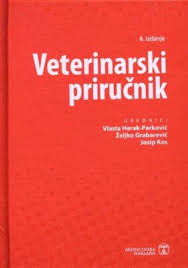 6. izdanje
Veterinarski
priručnik
UREDNICI
Vlasta Herak-Perković
Željko Grabarević
Josip Kos
MEDICINSKA
NAKLADA